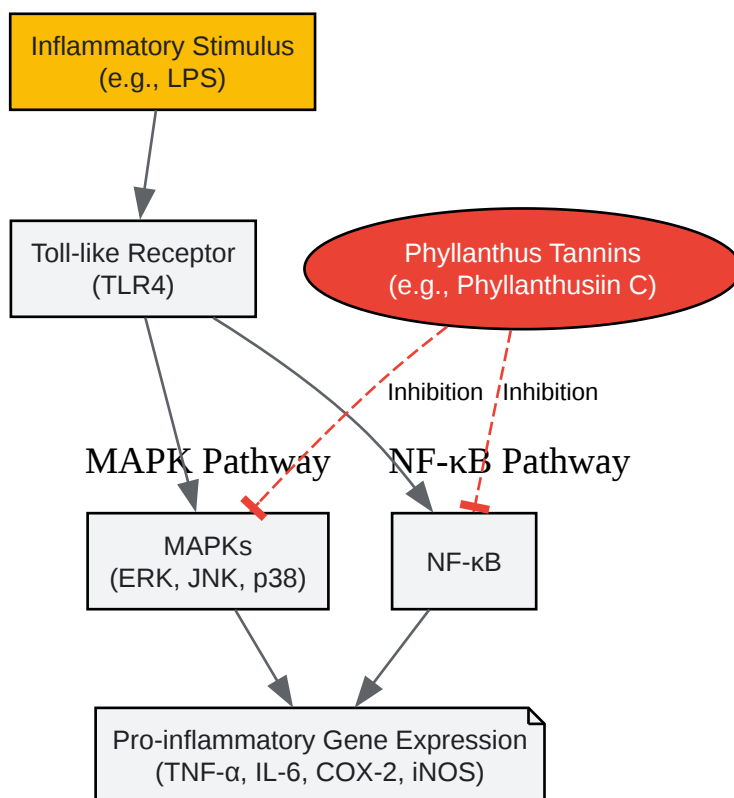 Inflammatory Stimulus
(e.g., LPS)
Toll-like Receptor
(TLR4)
Phyllanthus Tannins
(e.g., Phyllanthusiin C)
Inhibition
Inhibition
MAPK Pathway
NF-κB Pathway
MAPKs
(ERK, JNK, p38)
NF-κB
Pro-inflammatory Gene Expression
(TNF-α, IL-6, COX-2, iNOS)